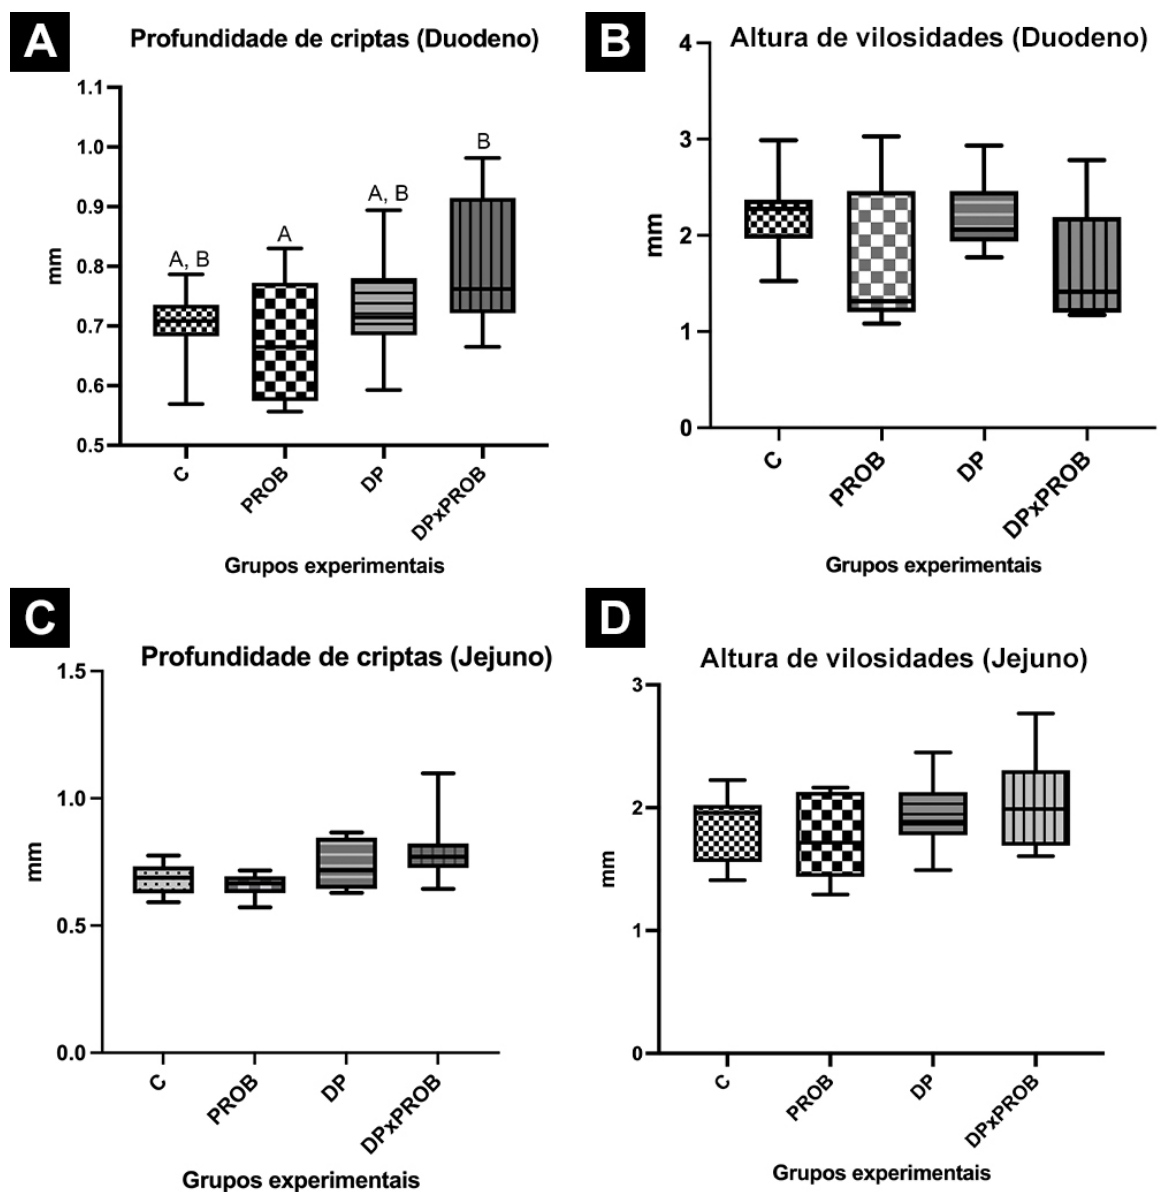 A
Profundidade de criptas (Duodeno)
1.1
1.0
0.9
0.8
0.7
0.6
0.5
mm
A, B
A
A, B
B
C
PROB
DP
DPxPROB
Grupos experimentais
B
Altura de vilosidades (Duodeno)
4
3
2
1
0
mm
C
PROB
DP
DPxPROB
Grupos experimentais
C
Profundidade de criptas (Jejuno)
1.5
1.0
0.5
0.0
mm
C
PROB
DP
DPxPROB
Grupos experimentais
D
Altura de vilosidades (Jejuno)
3
2
1
0
mm
C
PROB
DP
DPxPROB
Grupos experimentais